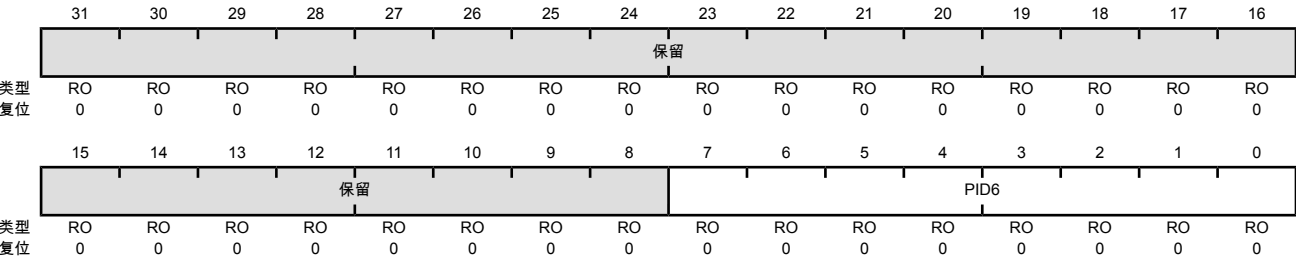 31 30 29 28 27 26 25 24 23 22 21 20 19 18 17 16
保留
类型 RO RO RO RO RO RO RO RO RO RO RO RO RO RO RO RO
复位 0 0 0 0 0 0 0 0 0 0 0 0 0 0 0 0
15 14 13 12 11 10 9 8 7 6 5 4 3 2 1 0
保留 PID6
类型 RO RO RO RO RO RO RO RO RO RO RO RO RO RO RO RO
复位 0 0 0 0 0 0 0 0 0 0 0 0 0 0 0 0